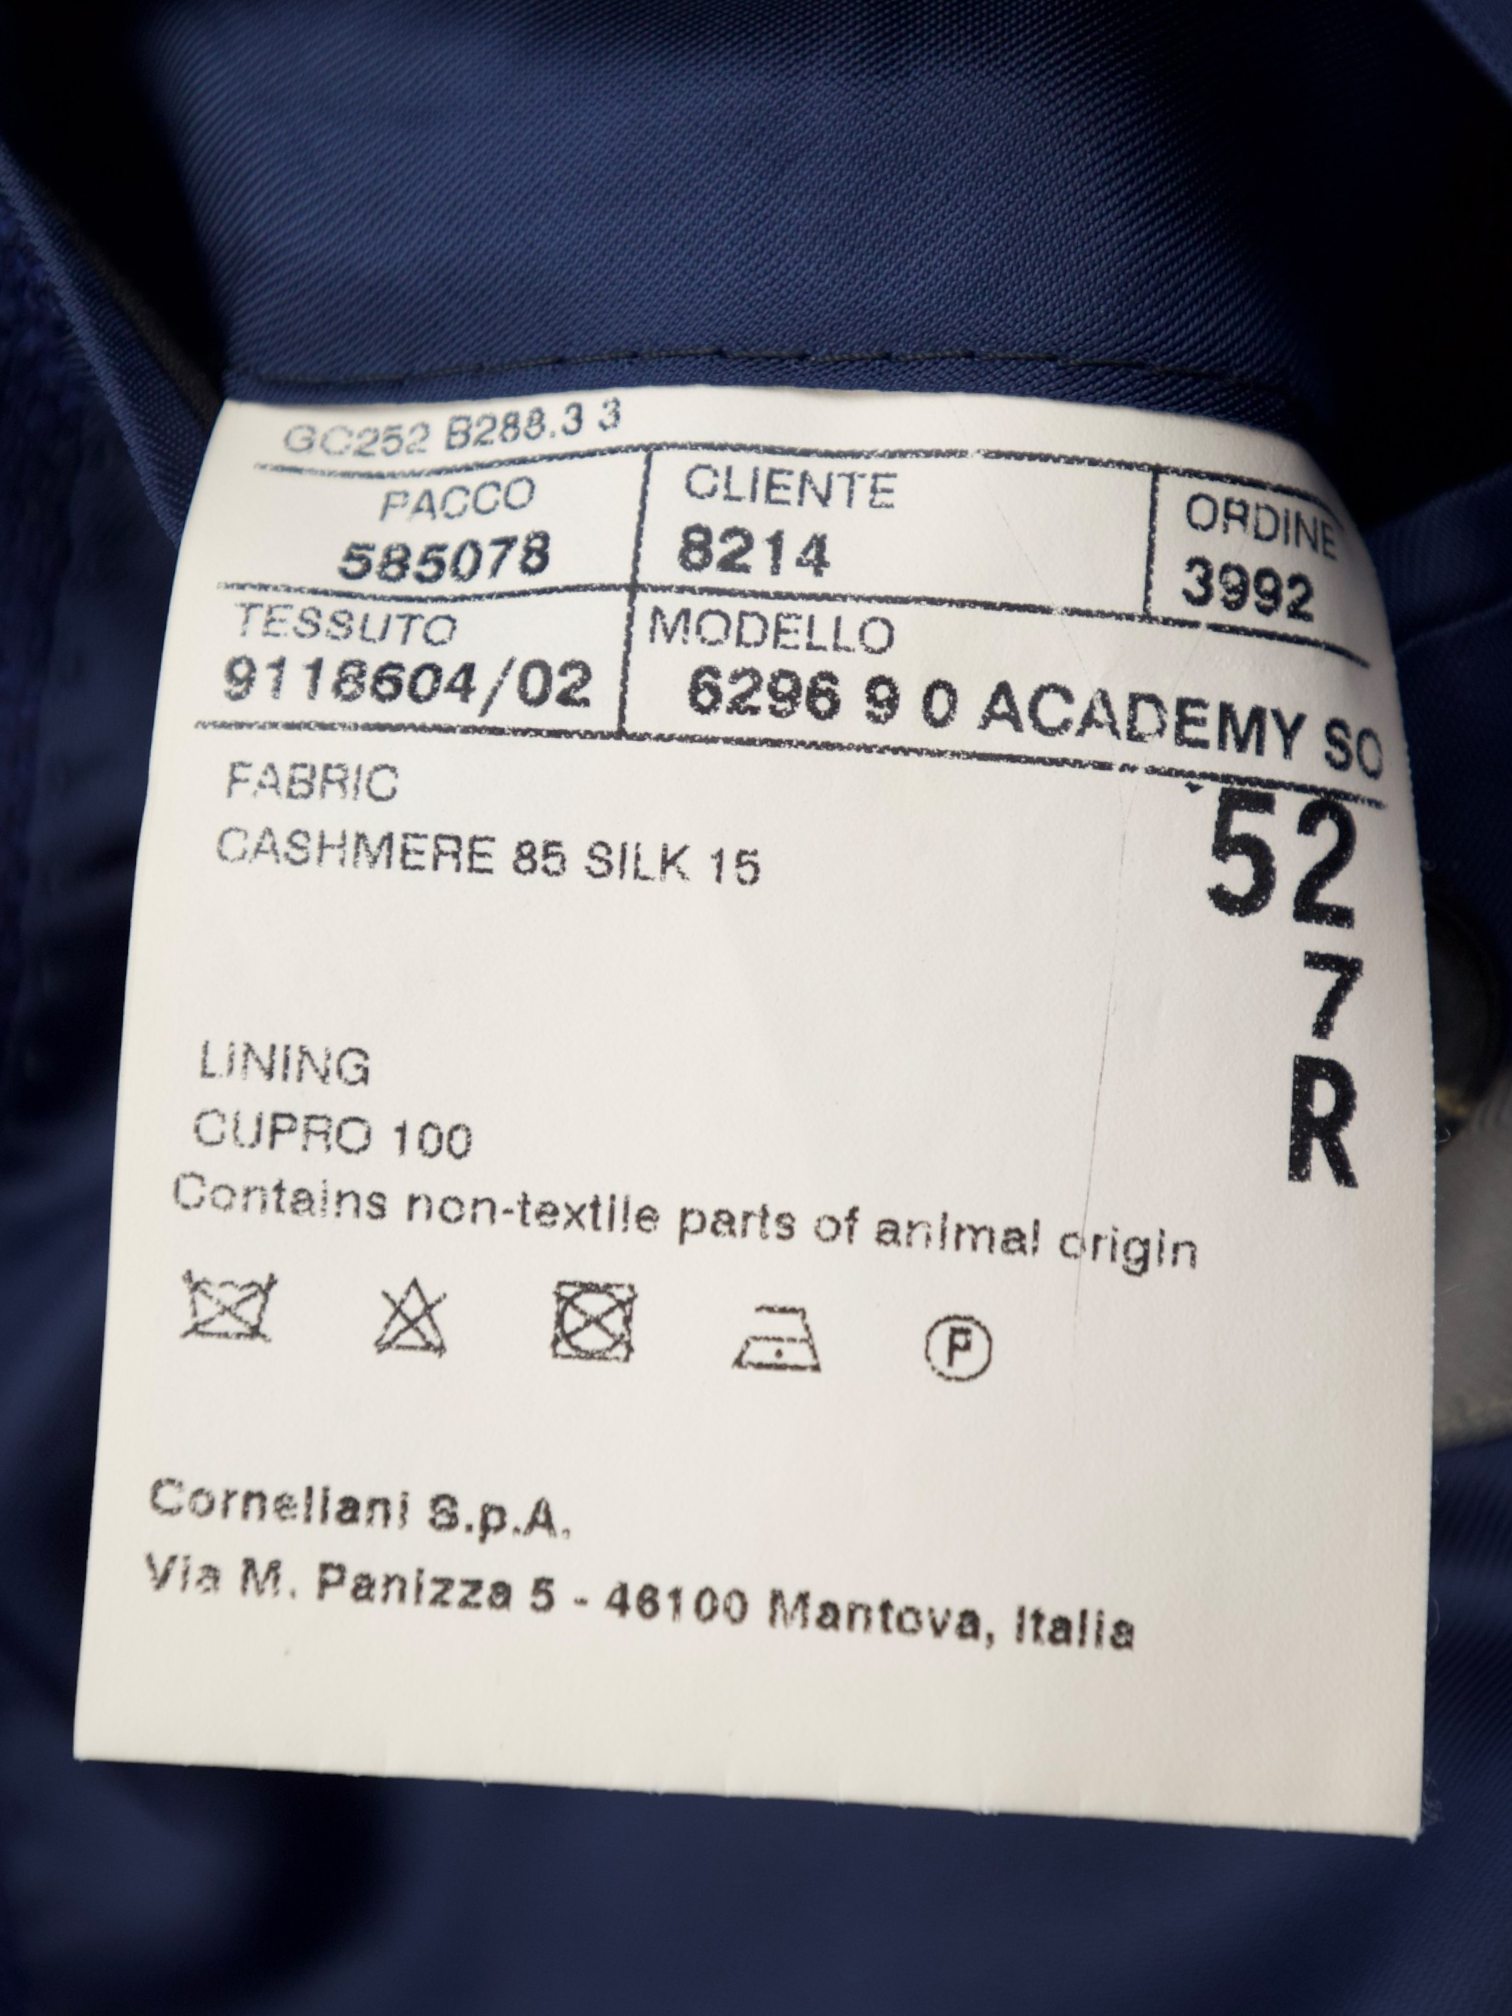 GC252 B288.3 3
PACCO CLIENTE ORDINE
585078 8214 3992
TESSUTO MODELLO
9118604/02 6296 9 0 ACADEMY SO
FABRIC
CASHMERE 85 SILK 15
52
7
R
LINING
CUPRO 100
Contains non-textile parts of animal origin
P
Corneliani S.p.A.
Via M. Panizza 5 - 46100 Mantova, Italia